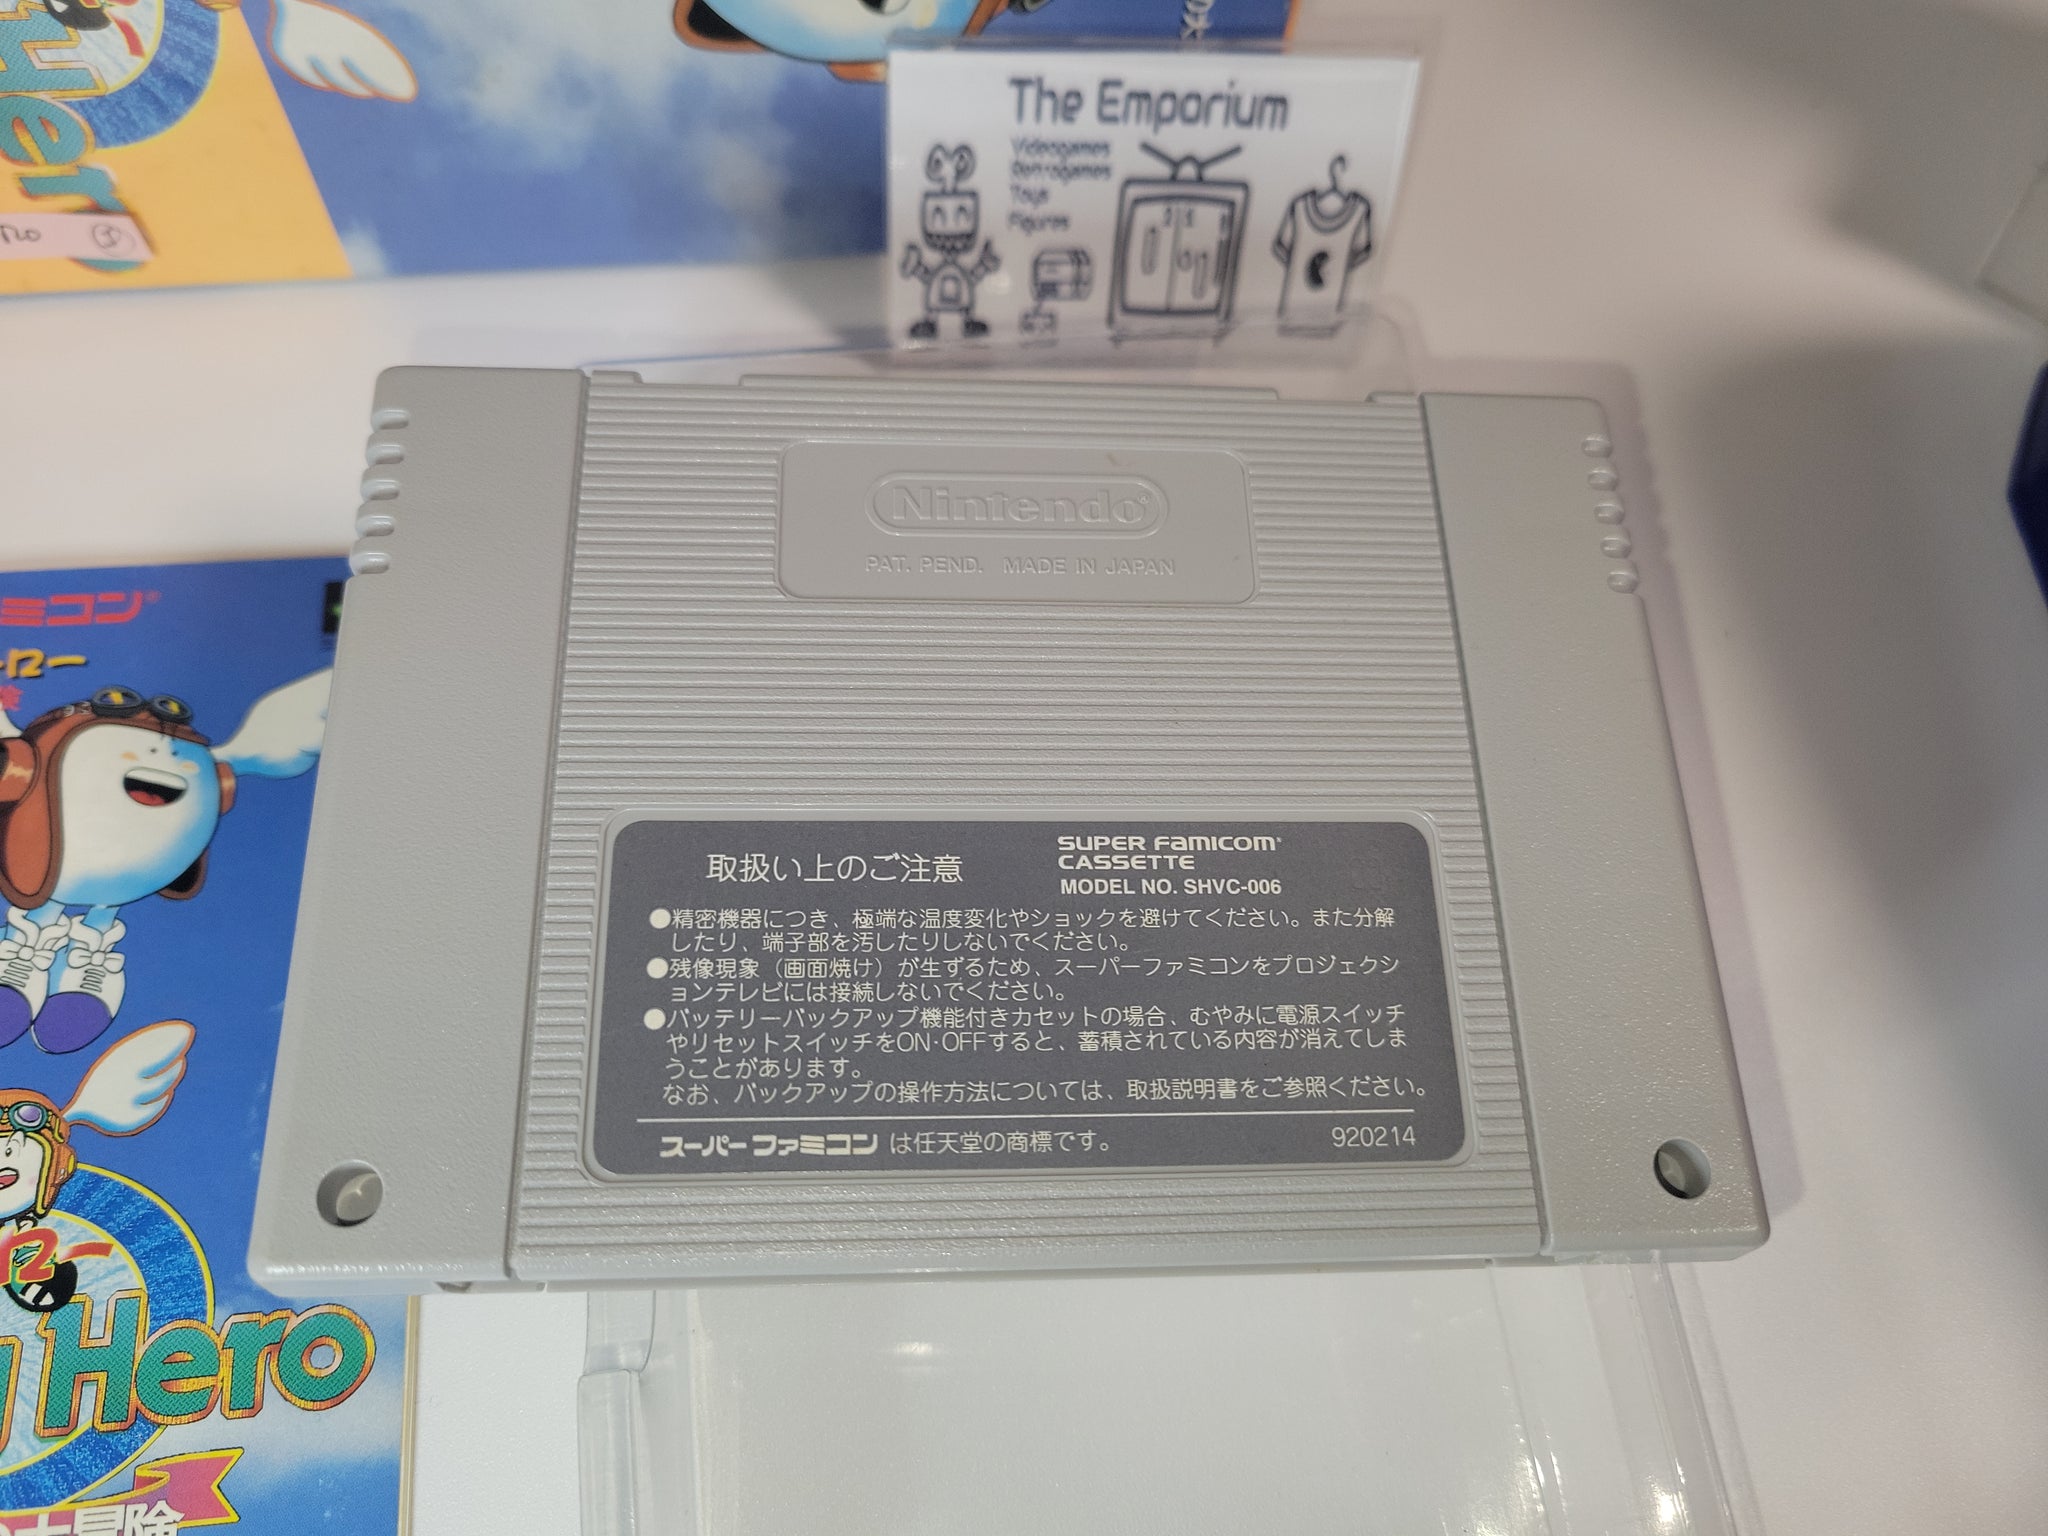 The Emporium
Videogames
Retrogames
Toys
Figures
Her
Nintendo
PAT. PEND. MADE IN JAPAN
ミコン
取扱い上のご注意
SUPER FAMICOM
CASSETTE
MODEL NO. SHVC-006
●精密機器につき、極端な温度変化やショックを避けてください。また分解
したり、端子部を汚したりしないでください。
●残像現象（画面焼け）が生ずるため、スーパーファミコンをプロジェクシ
ョンテレビには接続しないでください。
●バッテリーバックアップ機能付きカセットの場合、むやみに電源スイッチ
やリセットスイッチをON・OFFすると、蓄積されている内容が消えてしま
うことがあります。
なお、バックアップの操作方法については、取扱説明書をご参照ください。
スーパーファミコン は任天堂の商標です。
920214
Hero
大冒険